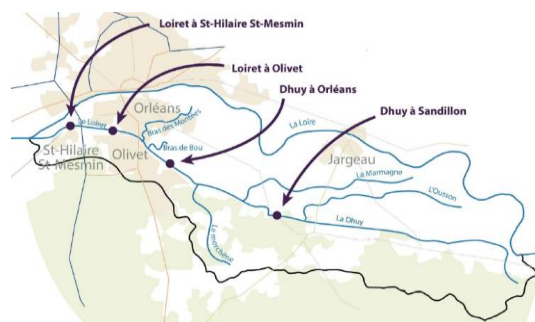 Loiret à St-Hilaire St-Mesmin
Loiret à Olivet
Dhuy à Orléans
Dhuy à Sandillon
Orléans
Le Loiret
Bras des Montées
Bras de Bou
La Loire
St-Hilaire
St-Mesmin
Olivet
Jargeau
La Marmagne
L'Ousson
La Dhuy
Le morchêne